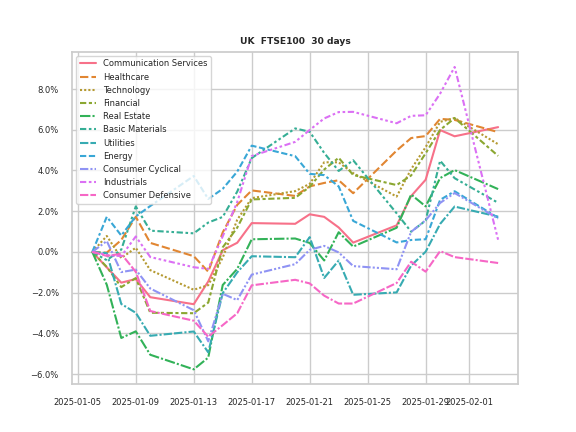 UK  FTSE100  30 days
Communication Services
Healthcare
Technology
Financial
Real Estate
Basic Materials
Utilities
Energy
Consumer Cyclical
Industrials
Consumer Defensive
8.0%
6.0%
4.0%
2.0%
0.0%
−2.0%
−4.0%
−6.0%
2025-01-05 2025-01-09 2025-01-13 2025-01-17 2025-01-21 2025-01-25 2025-01-29 2025-02-01